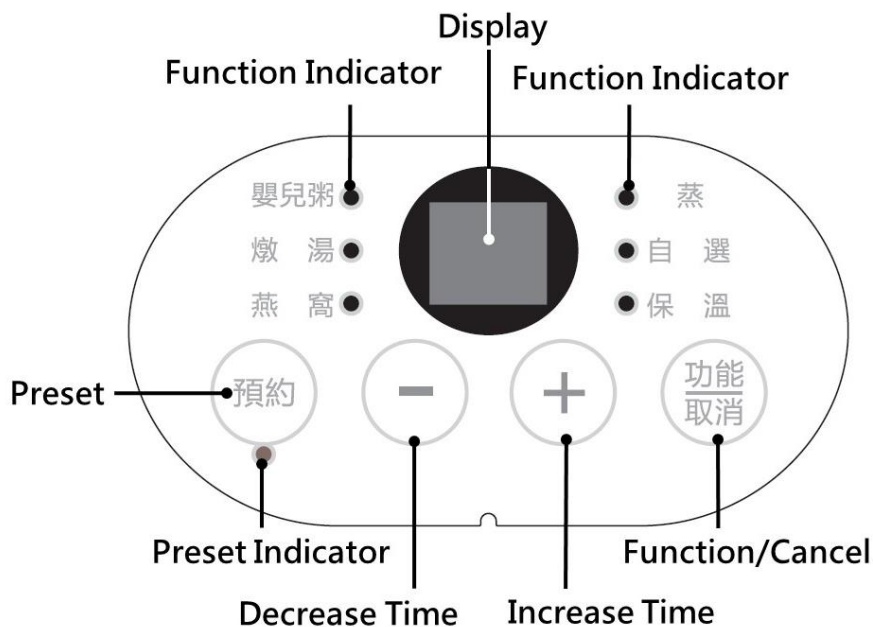 Display
Function Indicator
Function Indicator
嬰兒粥
蒸
燉 湯
自 選
燕 窩
保 溫
Preset
預約
−
+
功能
取消
Preset Indicator
Function/Cancel
Decrease Time
Increase Time